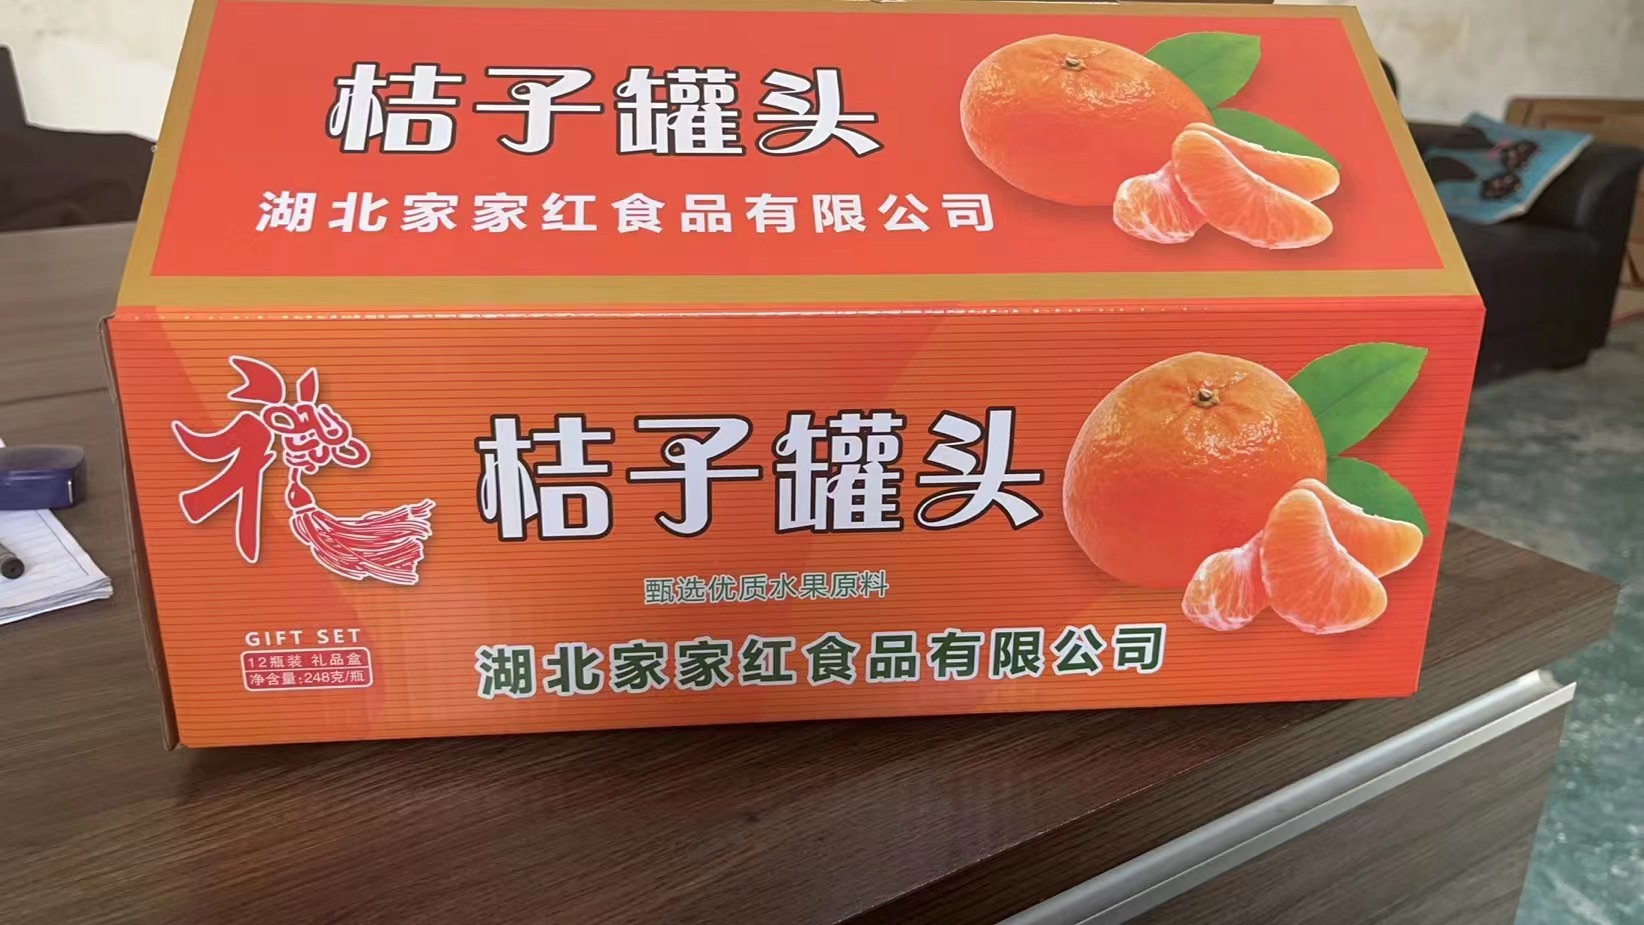 桔子罐头
湖北家家红食品有限公司
礼
桔子罐头
甄选优质水果原料
湖北家家红食品有限公司
GIFT SET
12瓶装 礼品盒
净含量:248克/瓶